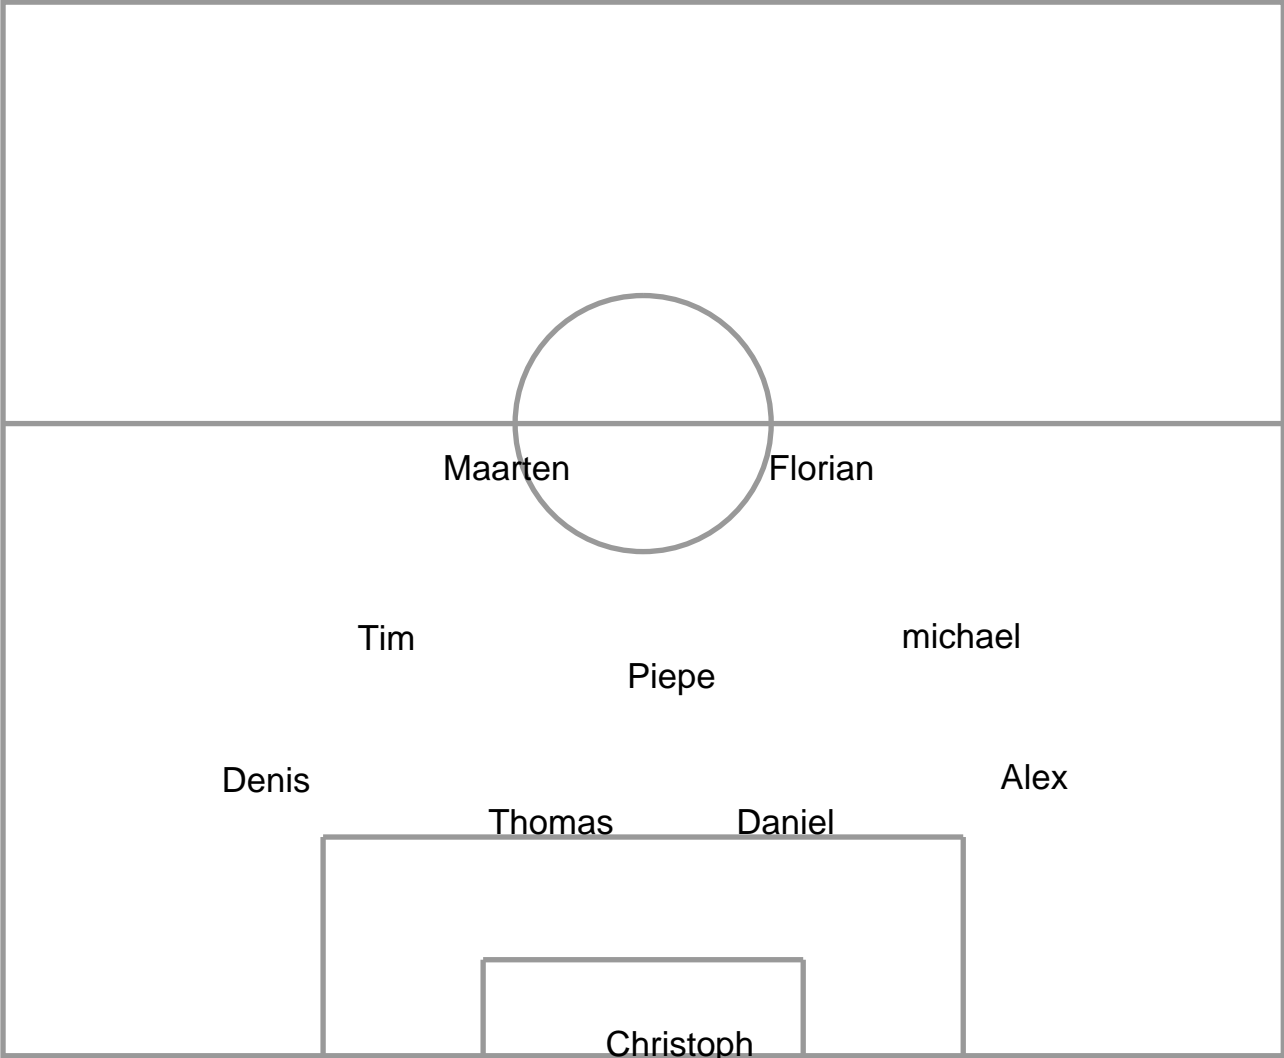 Maarten Florian
Tim michael
Piepe
Denis Alex
Thomas Daniel
Christoph